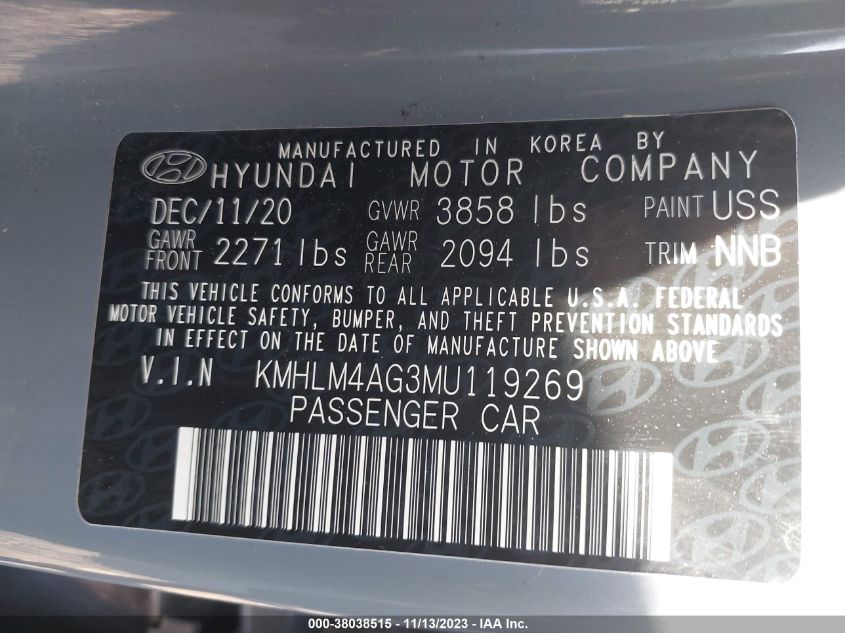 MANUFACTURED IN KOREA BY
HYUNDAI MOTOR COMPANY
DEC/11/20 GVWR 3858 lbs PAINT USS
GAWR FRONT 2271 lbs GAWR REAR 2094 lbs TRIM NNB
THIS VEHICLE CONFORMS TO ALL APPLICABLE U.S.A. FEDERAL
MOTOR VEHICLE SAFETY, BUMPER, AND THEFT PREVENTION STANDARDS
IN EFFECT ON THE DATE OF MANUFACTURE SHOWN ABOVE
V.I.N KMHLM4AG3MU119269
PASSENGER CAR
000-38038515 - 11/13/2023 - IAA Inc.